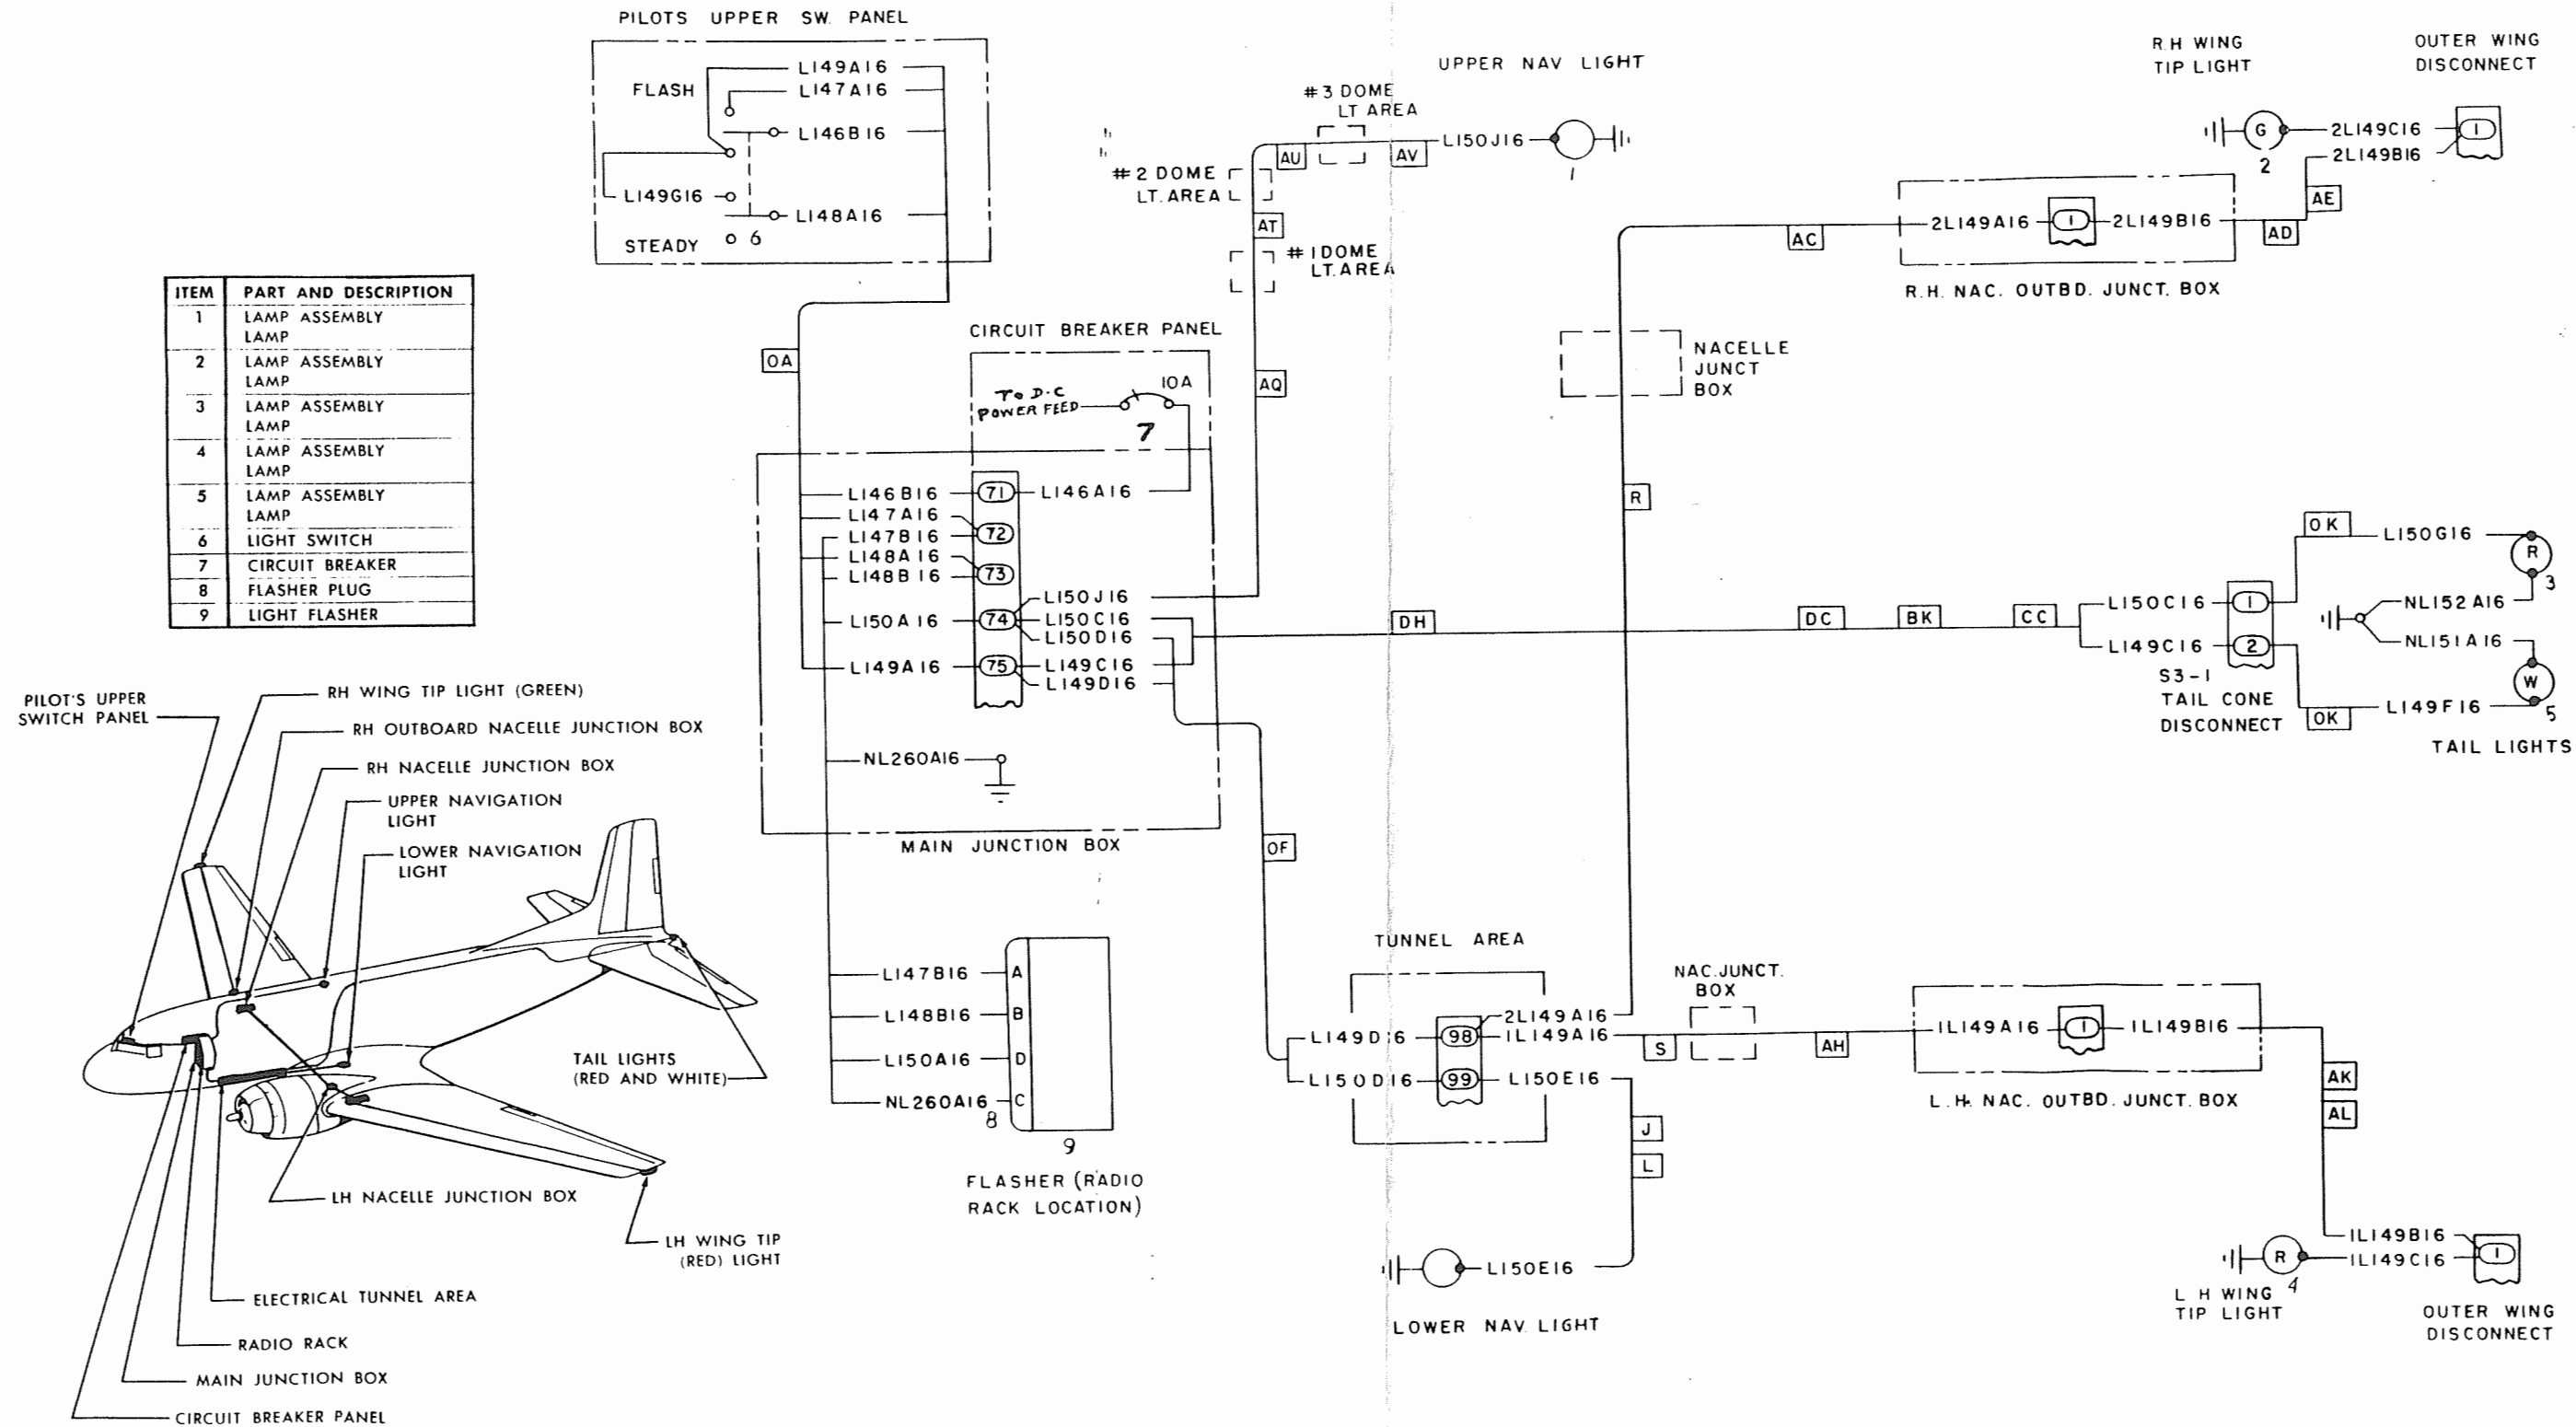 PILOTS UPPER SW. PANEL
FLASH
L149A16
L147A16
L146B16
L149G16
L148A16
STEADY
6
ITEM PART AND DESCRIPTION
1 LAMP ASSEMBLY
LAMP
2 LAMP ASSEMBLY
LAMP
3 LAMP ASSEMBLY
LAMP
4 LAMP ASSEMBLY
LAMP
5 LAMP ASSEMBLY
LAMP
6 LIGHT SWITCH
7 CIRCUIT BREAKER
8 FLASHER PLUG
9 LIGHT FLASHER
OA
CIRCUIT BREAKER PANEL
TO D-C
POWER FEED
10A
7
L146B16 71 L146A16
L147A16
L147B16 72
L148A16
L148B16 73
L150J16
L150A16 74 L150C16
L150D16
L149A16 75 L149C16
L149D16
NL260A16
MAIN JUNCTION BOX
L147B16 A
L148B16 B
L150A16 D
NL260A16 C
8
9
FLASHER (RADIO
RACK LOCATION)
#3 DOME
LT AREA
UPPER NAV LIGHT
AU
AV
L150J16
1
#2 DOME
LT. AREA
AT
#1 DOME
LT. AREA
AQ
R.H WING
TIP LIGHT
OUTER WING
DISCONNECT
G
2
2L149C16
1
2L149B16
AE
AC
2L149A16 1 2L149B16
AD
R.H. NAC. OUTBD. JUNCT. BOX
NACELLE
JUNCT
BOX
R
DH
DC
BK
CC
L150C16 1
L149C16 2
S3-1
TAIL CONE
DISCONNECT
OK
L150G16
R
3
NL152A16
NL151A16
W
5
OK
L149F16
TAIL LIGHTS
OF
TUNNEL AREA
2L149A16
L149D16 98 1L149A16
L150D16 99 L150E16
S
NAC. JUNCT.
BOX
AH
1L149A16 1 1L149B16
L.H. NAC. OUTBD. JUNCT. BOX
AK
AL
J
L
L150E16
LOWER NAV. LIGHT
1L149B16
R
4
1L149C16
1
L H WING
TIP LIGHT
OUTER WING
DISCONNECT
PILOT'S UPPER
SWITCH PANEL
RH WING TIP LIGHT (GREEN)
RH OUTBOARD NACELLE JUNCTION BOX
RH NACELLE JUNCTION BOX
UPPER NAVIGATION
LIGHT
LOWER NAVIGATION
LIGHT
TAIL LIGHTS
(RED AND WHITE)
LH NACELLE JUNCTION BOX
LH WING TIP
(RED) LIGHT
ELECTRICAL TUNNEL AREA
RADIO RACK
MAIN JUNCTION BOX
CIRCUIT BREAKER PANEL